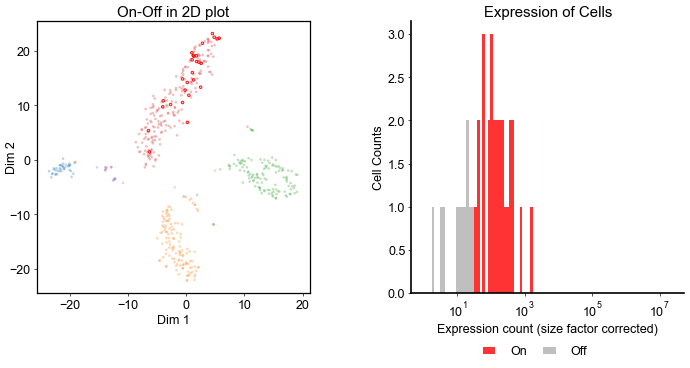 On-Off in 2D plot
Dim 2
20
10
0
−10
−20
−20
−10
0
10
20
Dim 1
Expression of Cells
Cell Counts
3.0
2.5
2.0
1.5
1.0
0.5
0.0
10^1
10^3
10^5
10^7
Expression count (size factor corrected)
On
Off